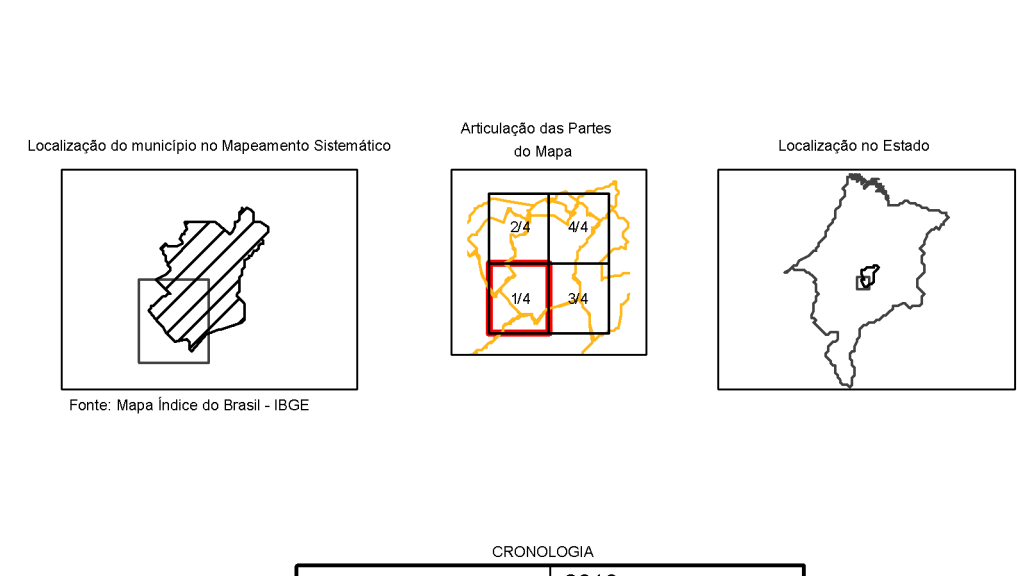 Localização do município no Mapeamento Sistemático
Articulação das Partes
do Mapa
Localização no Estado
2/4
4/4
1/4
3/4
Fonte: Mapa Índice do Brasil - IBGE
CRONOLOGIA